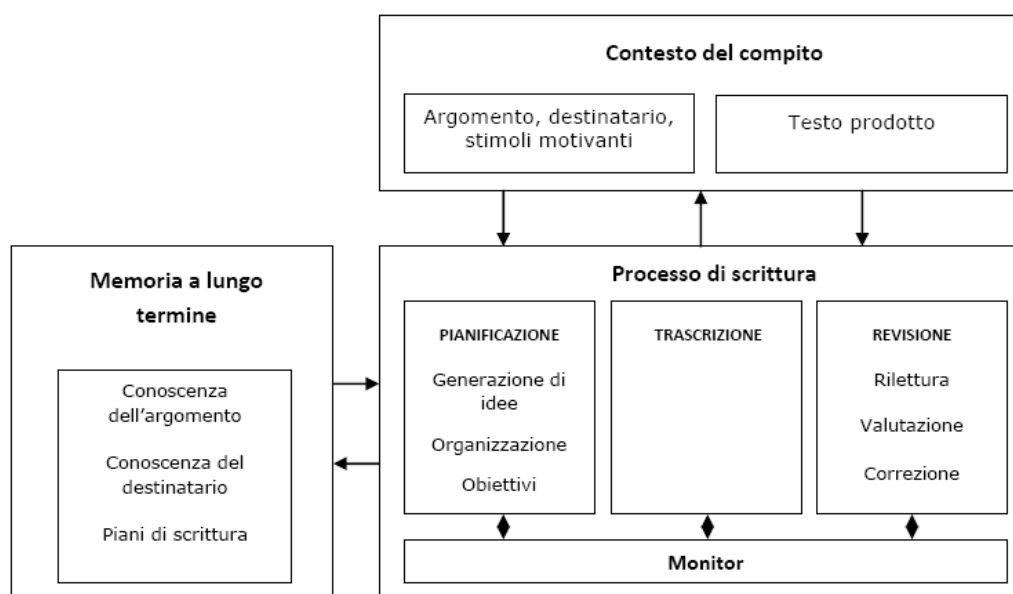 Contesto del compito
Argomento, destinatario,
stimoli motivanti
Testo prodotto
Memoria a lungo
termine
Conoscenza
dell'argomento
Conoscenza del
destinatario
Piani di scrittura
Processo di scrittura
PIANIFICAZIONE
Generazione di
idee
Organizzazione
Obiettivi
TRASCRIZIONE
REVISIONE
Rilettura
Valutazione
Correzione
Monitor